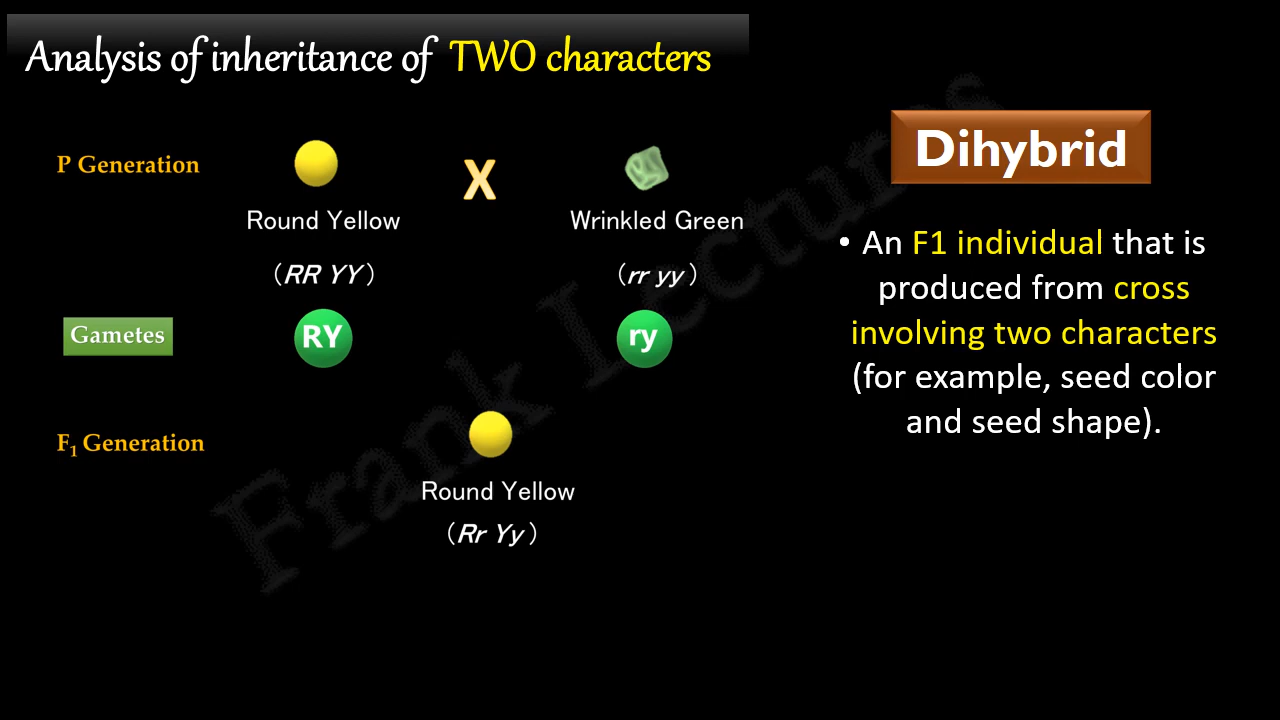 Analysis of inheritance of TWO characters
P Generation
X
Round Yellow
Wrinkled Green
(RR YY)
(rr yy)
Gametes
RY
ry
F₁ Generation
Round Yellow
(Rr Yy)
Dihybrid
• An F1 individual that is
produced from cross
involving two characters
(for example, seed color
and seed shape).
Frank Lectures